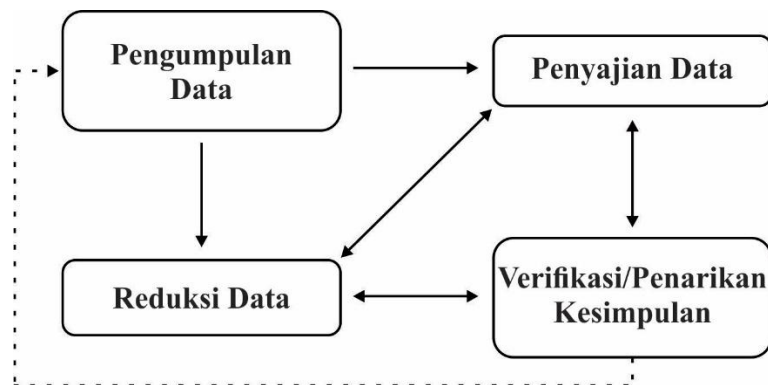 Pengumpulan
Data
Penyajian Data
Reduksi Data
Verifikasi/Penarikan
Kesimpulan